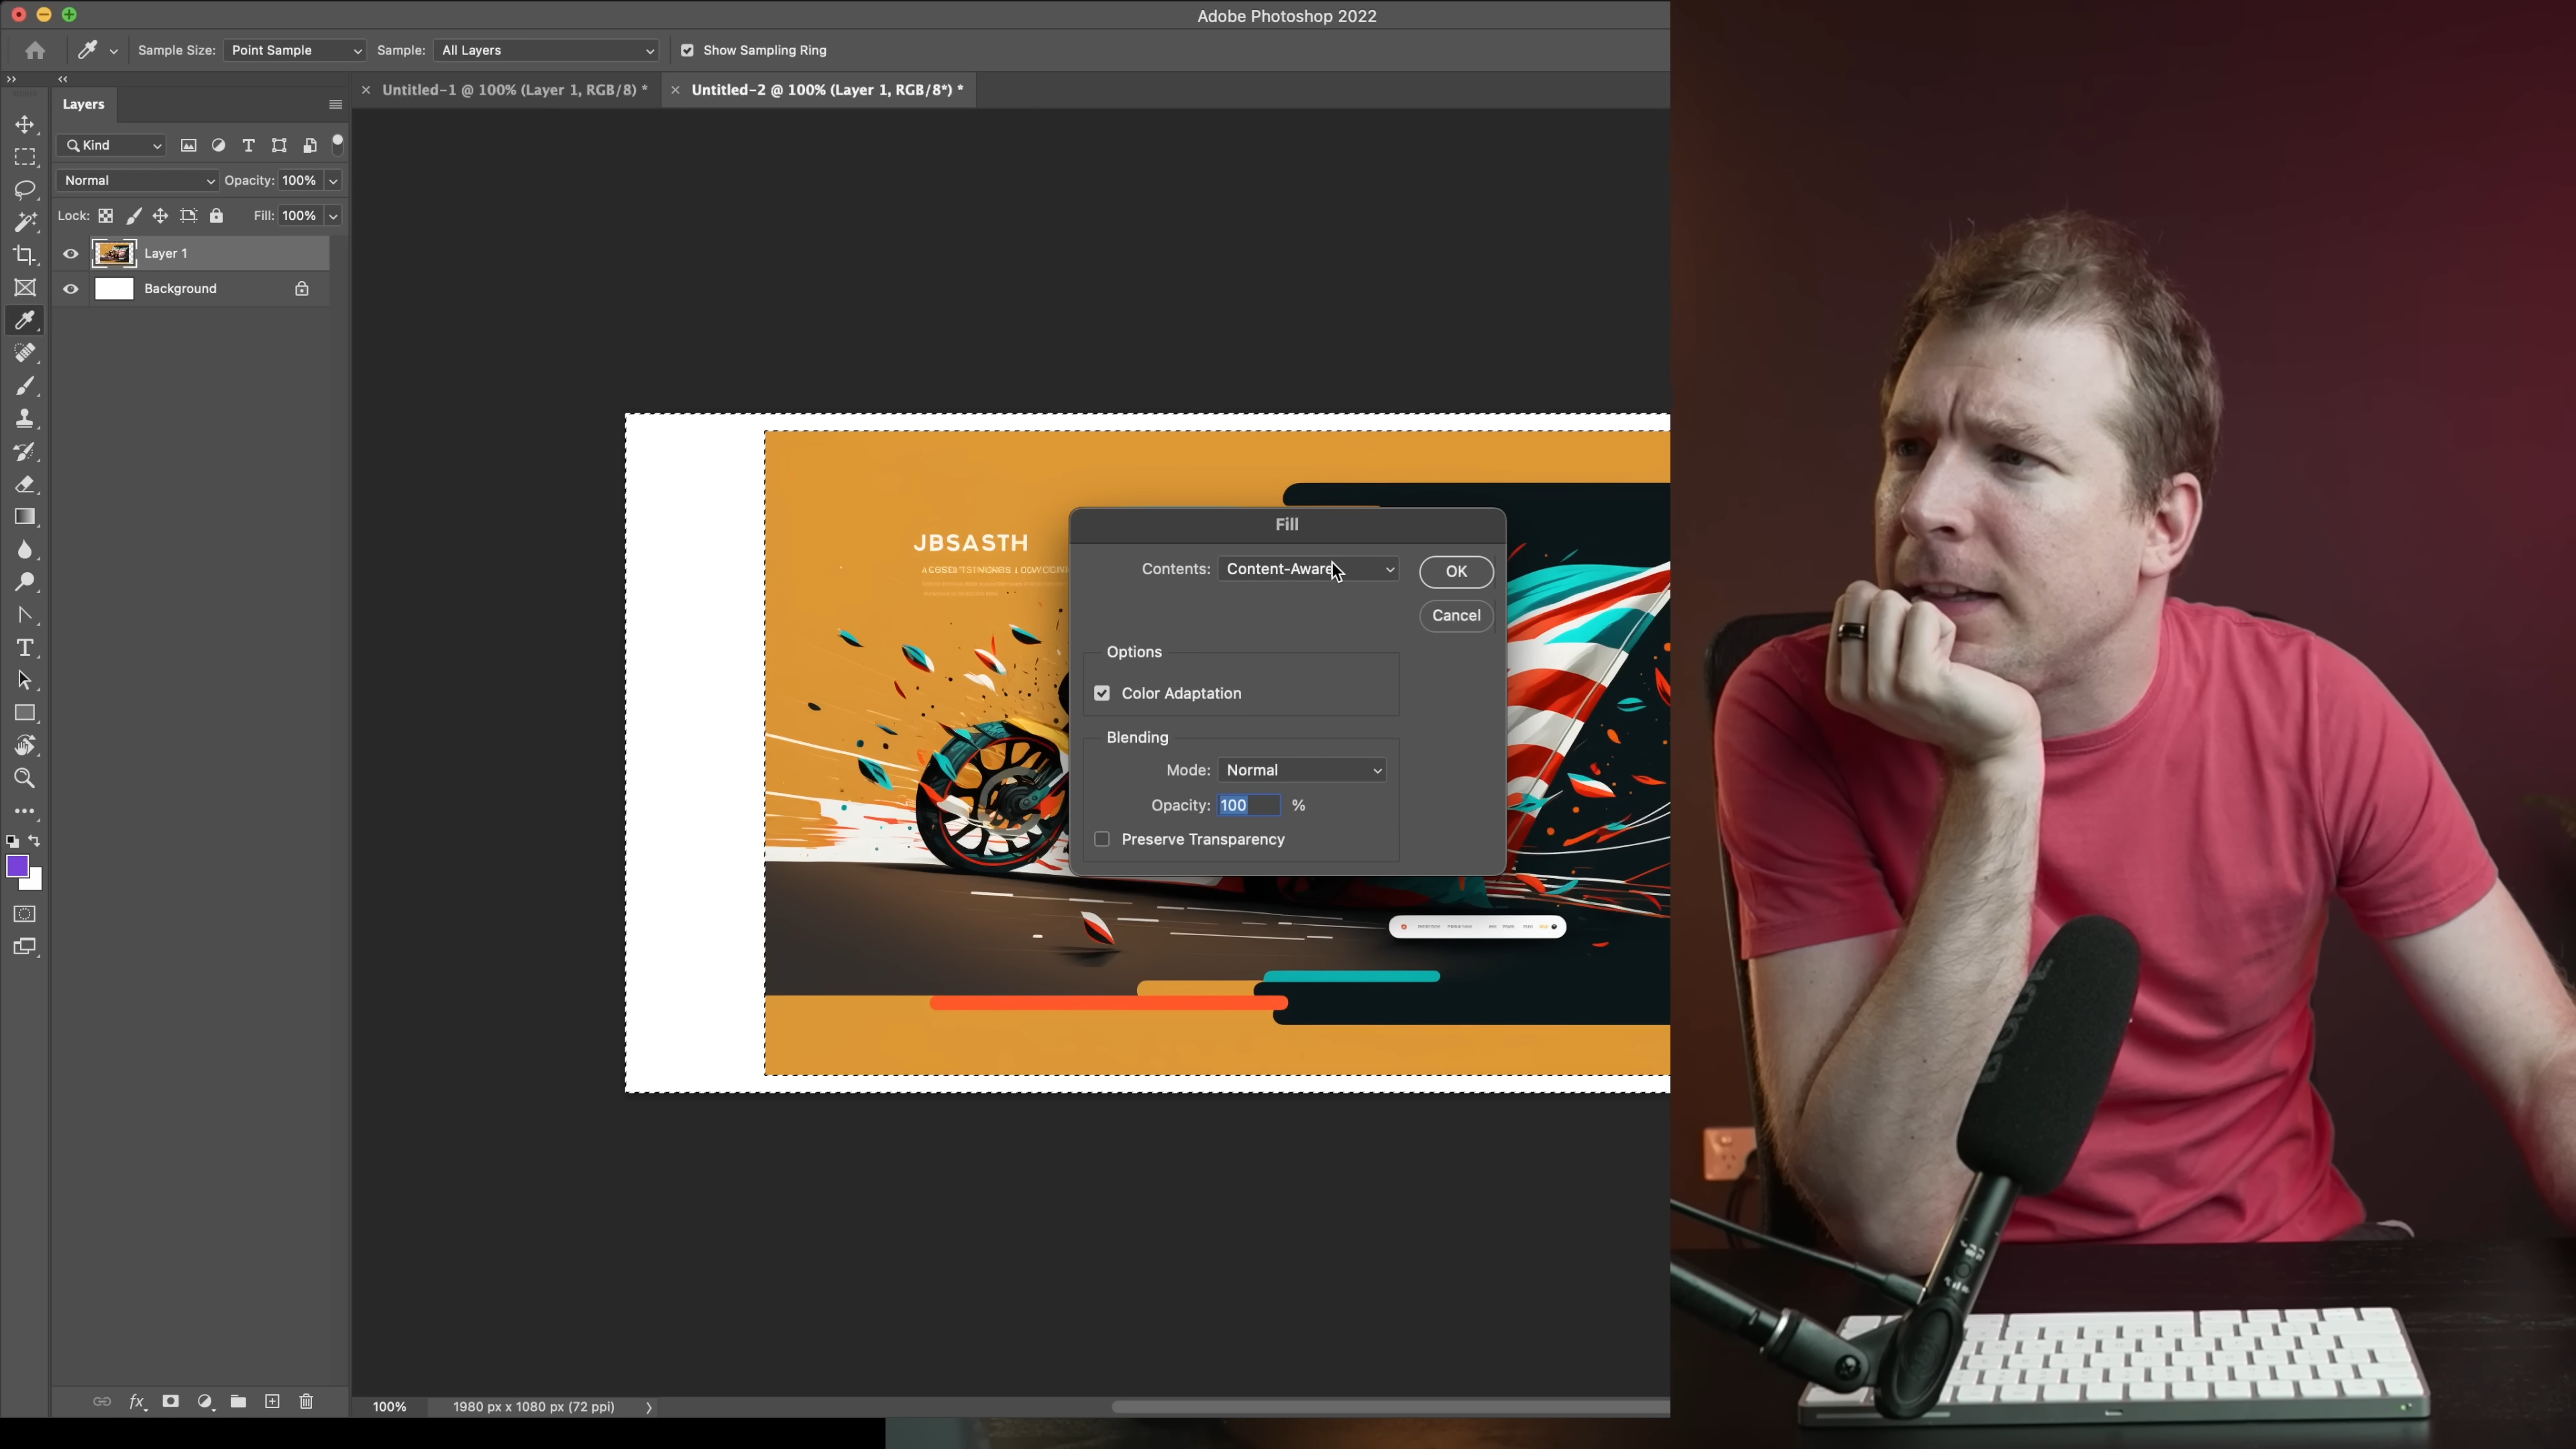 Adobe Photoshop 2022
Sample Size: Point Sample Sample: All Layers Show Sampling Ring
Layers
Untitled-1 @ 100% (Layer 1, RGB/8) *
Untitled-2 @ 100% (Layer 1, RGB/8*) *
Kind
Normal Opacity: 100%
Lock: Fill: 100%
Layer 1
Background
JBSASTH
Fill
Contents: Content-Aware
OK
Cancel
Options
Color Adaptation
Blending
Mode: Normal
Opacity: 100 %
Preserve Transparency
100% 1980 px x 1080 px (72 ppi)